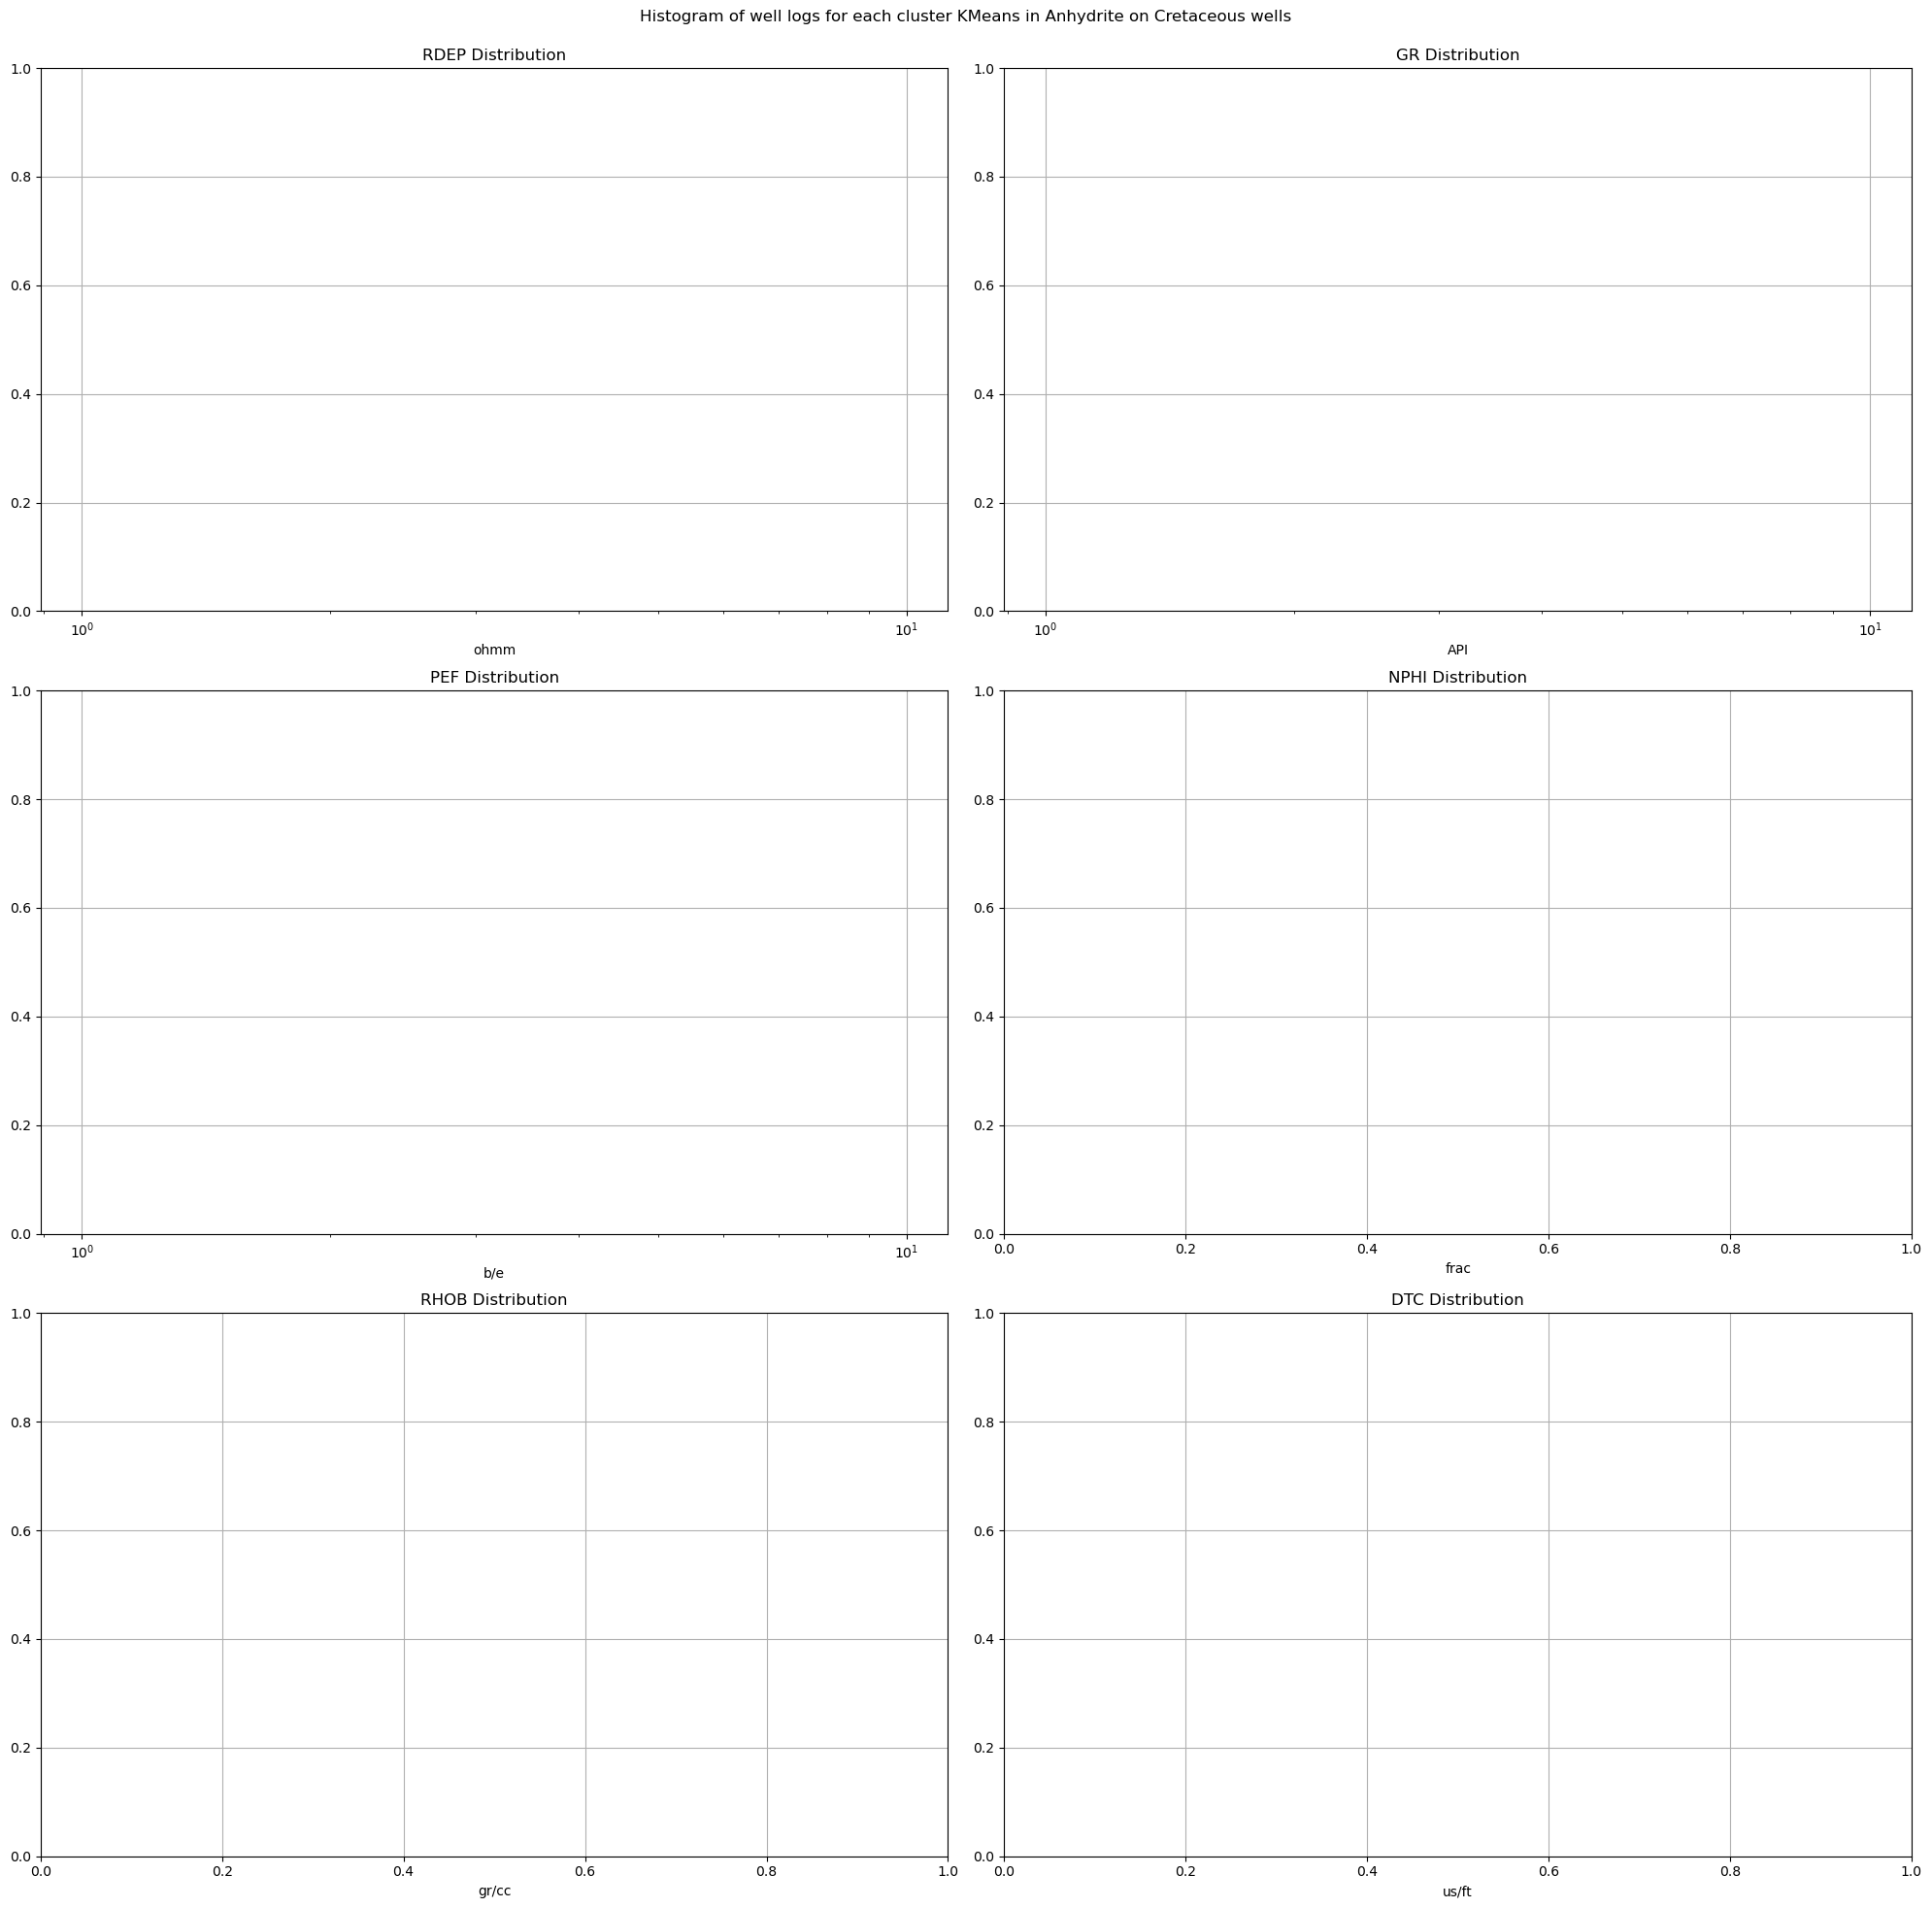 Histogram of well logs for each cluster KMeans in Anhydrite on Cretaceous wells
RDEP Distribution
1.0
0.8
0.6
0.4
0.2
0.0
10⁰ 10¹
ohmm
GR Distribution
1.0
0.8
0.6
0.4
0.2
0.0
10⁰ 10¹
API
PEF Distribution
1.0
0.8
0.6
0.4
0.2
0.0
10⁰ 10¹
b/e
NPHI Distribution
1.0
0.8
0.6
0.4
0.2
0.0
0.0 0.2 0.4 0.6 0.8 1.0
frac
RHOB Distribution
1.0
0.8
0.6
0.4
0.2
0.0
0.0 0.2 0.4 0.6 0.8 1.0
gr/cc
DTC Distribution
1.0
0.8
0.6
0.4
0.2
0.0
0.0 0.2 0.4 0.6 0.8 1.0
us/ft